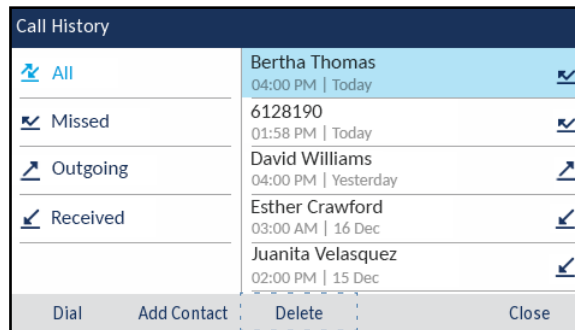 Call History
All
Missed
Outgoing
Received
Bertha Thomas
04:00 PM | Today
6128190
01:58 PM | Today
David Williams
04:00 PM | Yesterday
Esther Crawford
03:00 AM | 16 Dec
Juanita Velasquez
02:00 PM | 15 Dec
Dial Add Contact Delete Close